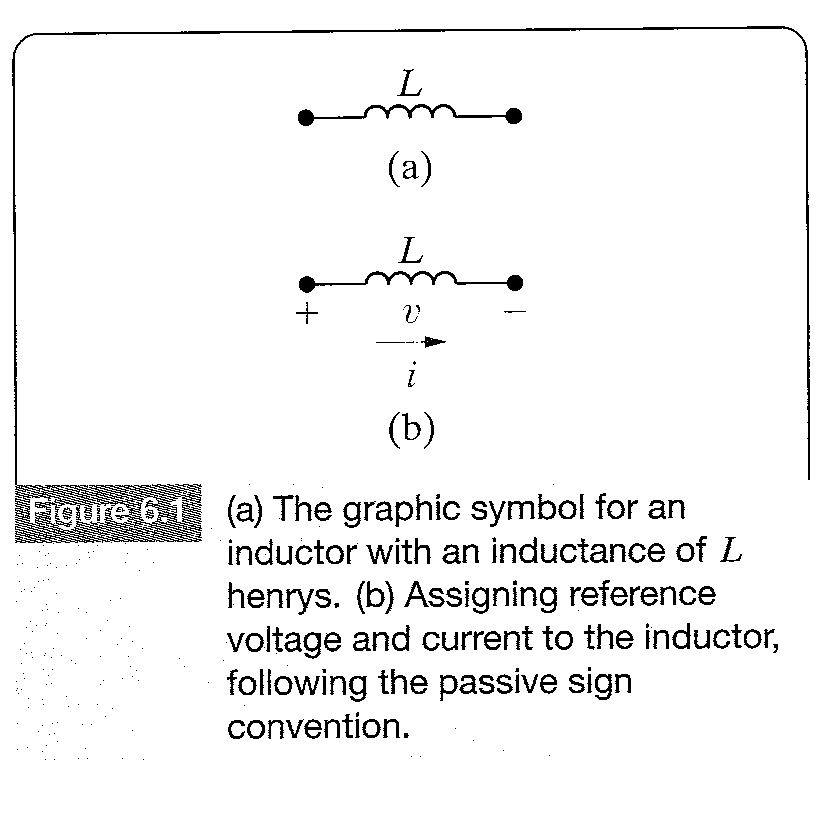 L
(a)
L
+ v −
i
(b)
Figure 6.1 (a) The graphic symbol for an
inductor with an inductance of L
henrys. (b) Assigning reference
voltage and current to the inductor,
following the passive sign
convention.